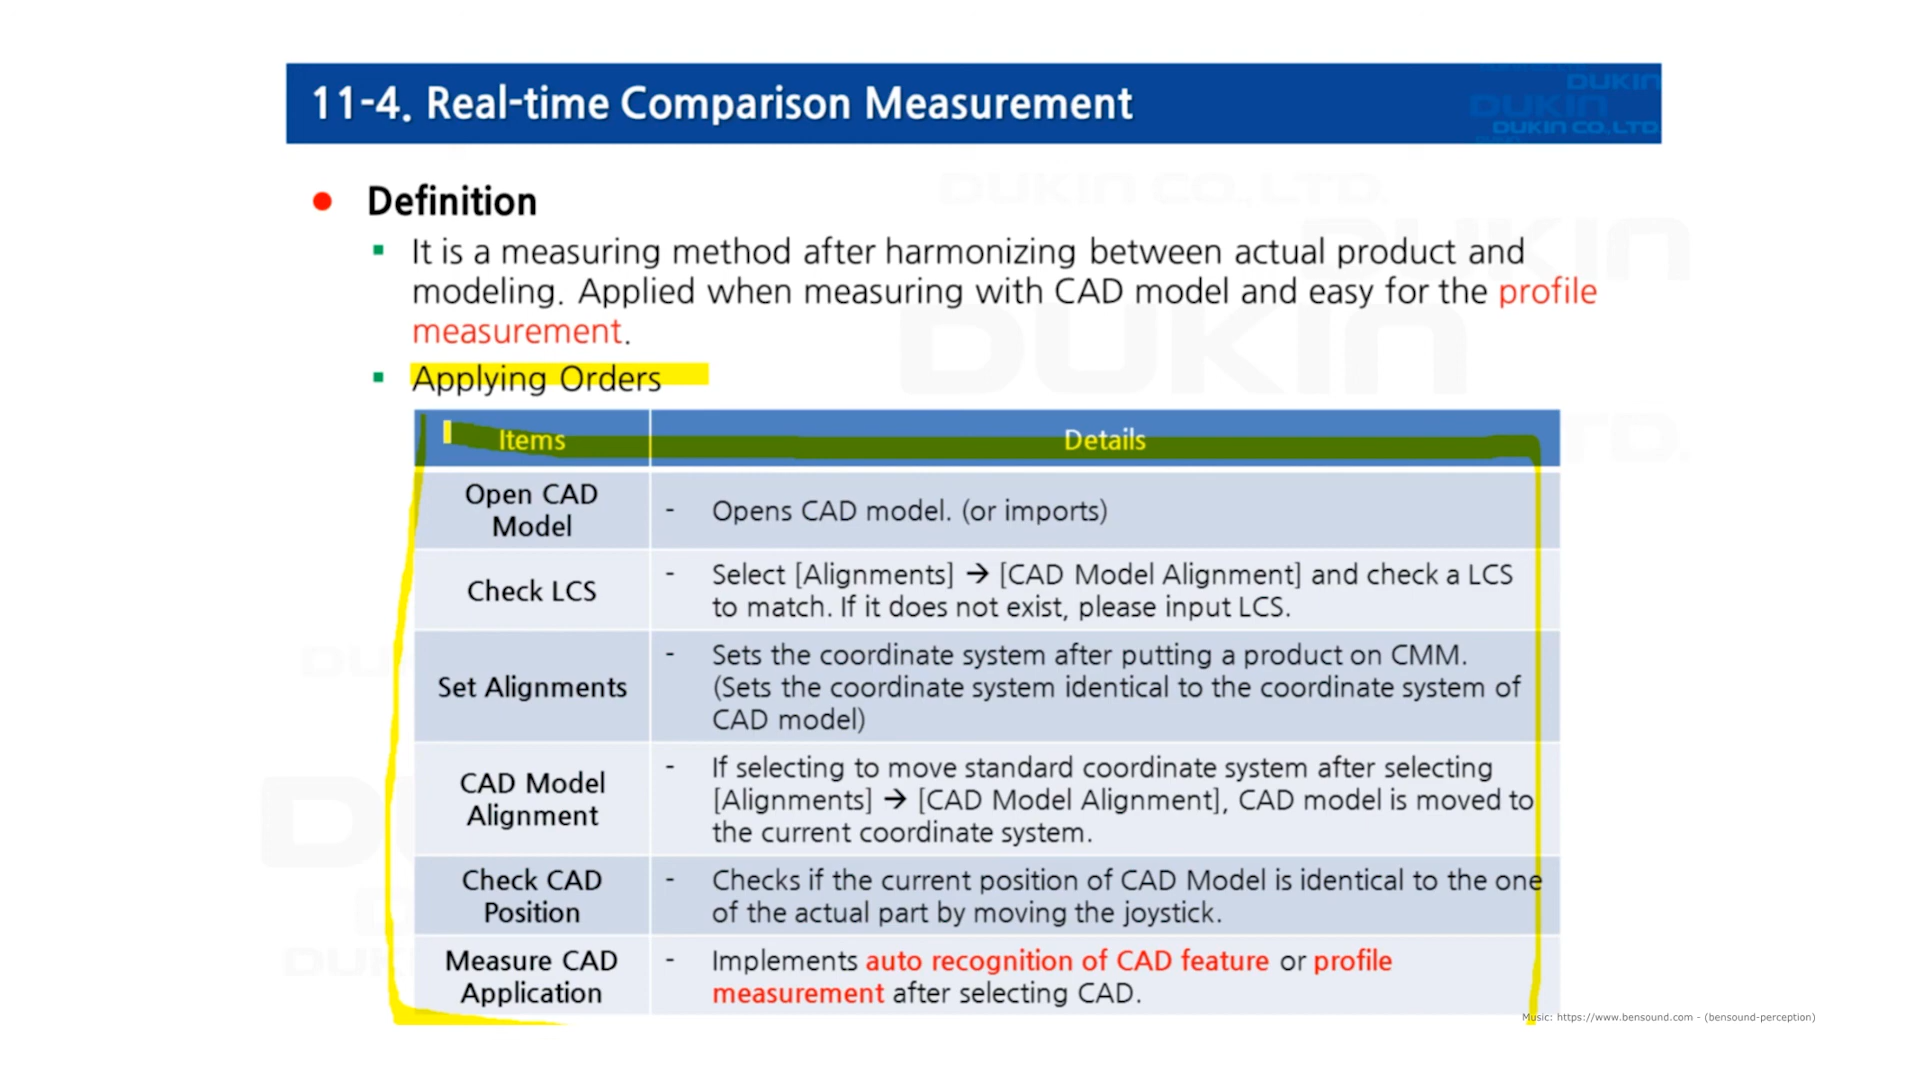 11-4. Real-time Comparison Measurement
DUKIN
DUKIN
DUKIN CO.,LTD.
DUKIN CO.,LTD.
DUKIN
DUKIN
● Definition
▪ It is a measuring method after harmonizing between actual product and
modeling. Applied when measuring with CAD model and easy for the profile
measurement.
▪ Applying Orders
Items Details
Open CAD
Model
- Opens CAD model. (or imports)
Check LCS
- Select [Alignments] → [CAD Model Alignment] and check a LCS
to match. If it does not exist, please input LCS.
Set Alignments
- Sets the coordinate system after putting a product on CMM.
(Sets the coordinate system identical to the coordinate system of
CAD model)
CAD Model
Alignment
- If selecting to move standard coordinate system after selecting
[Alignments] → [CAD Model Alignment], CAD model is moved to
the current coordinate system.
Check CAD
Position
- Checks if the current position of CAD Model is identical to the one
of the actual part by moving the joystick.
Measure CAD
Application
- Implements auto recognition of CAD feature or profile
measurement after selecting CAD.
Music: https://www.bensound.com - (bensound-perception)